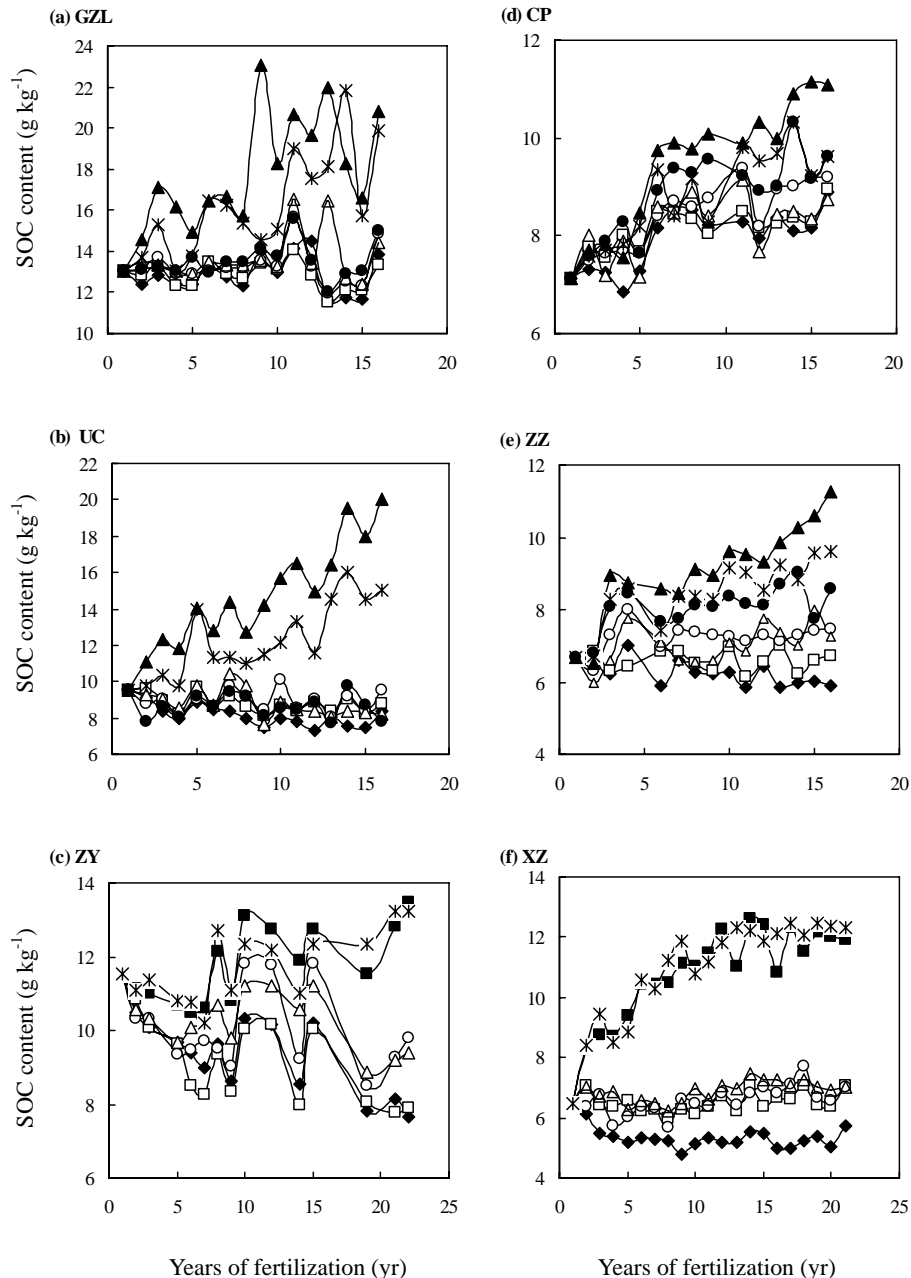 (a) GZL
SOC content (g kg-1)
24
22
20
18
16
14
12
10
0 5 10 15 20
(d) CP
12
10
8
6
0 5 10 15 20
(b) UC
SOC content (g kg-1)
22
20
18
16
14
12
10
8
6
0 5 10 15 20
(e) ZZ
12
10
8
6
4
0 5 10 15 20
(c) ZY
SOC content (g kg-1)
14
12
10
8
6
0 5 10 15 20 25
Years of fertilization (yr)
(f) XZ
14
12
10
8
6
4
0 5 10 15 20 25
Years of fertilization (yr)